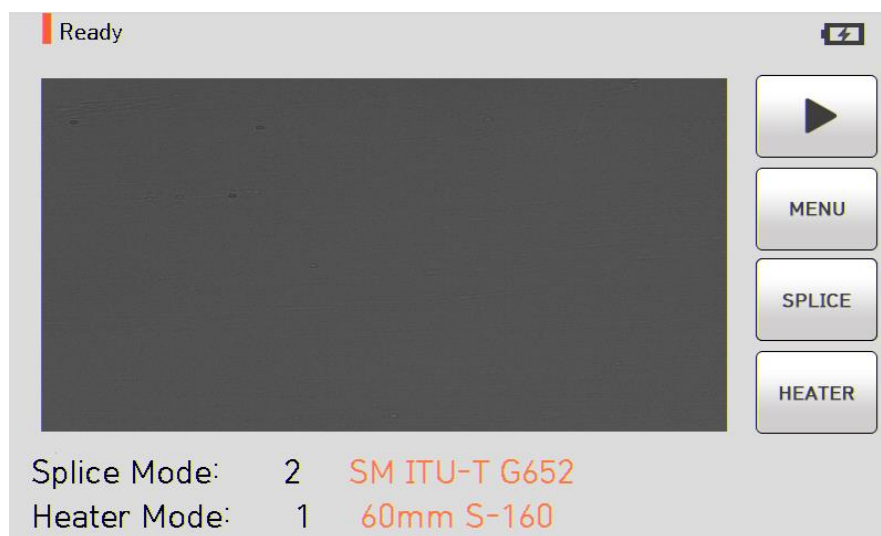 Ready
MENU
SPLICE
HEATER
Splice Mode: 2 SM ITU-T G652
Heater Mode: 1 60mm S-160